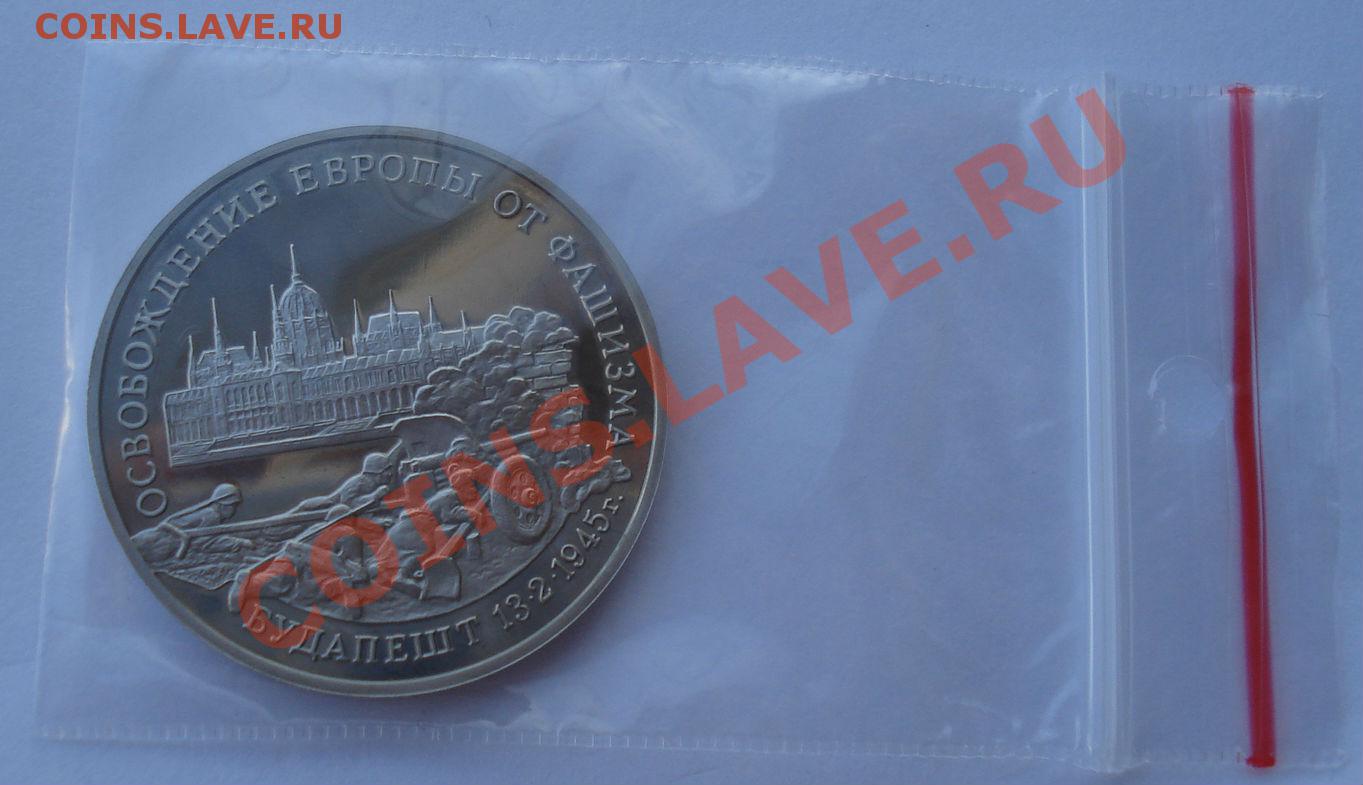 COINS.LAVE.RU
ОСВОБОЖДЕНИЕ ЕВРОПЫ ОТ ФАШИЗМА
БУДАПЕШТ 13·2·1945г.
COINS.LAVE.RU